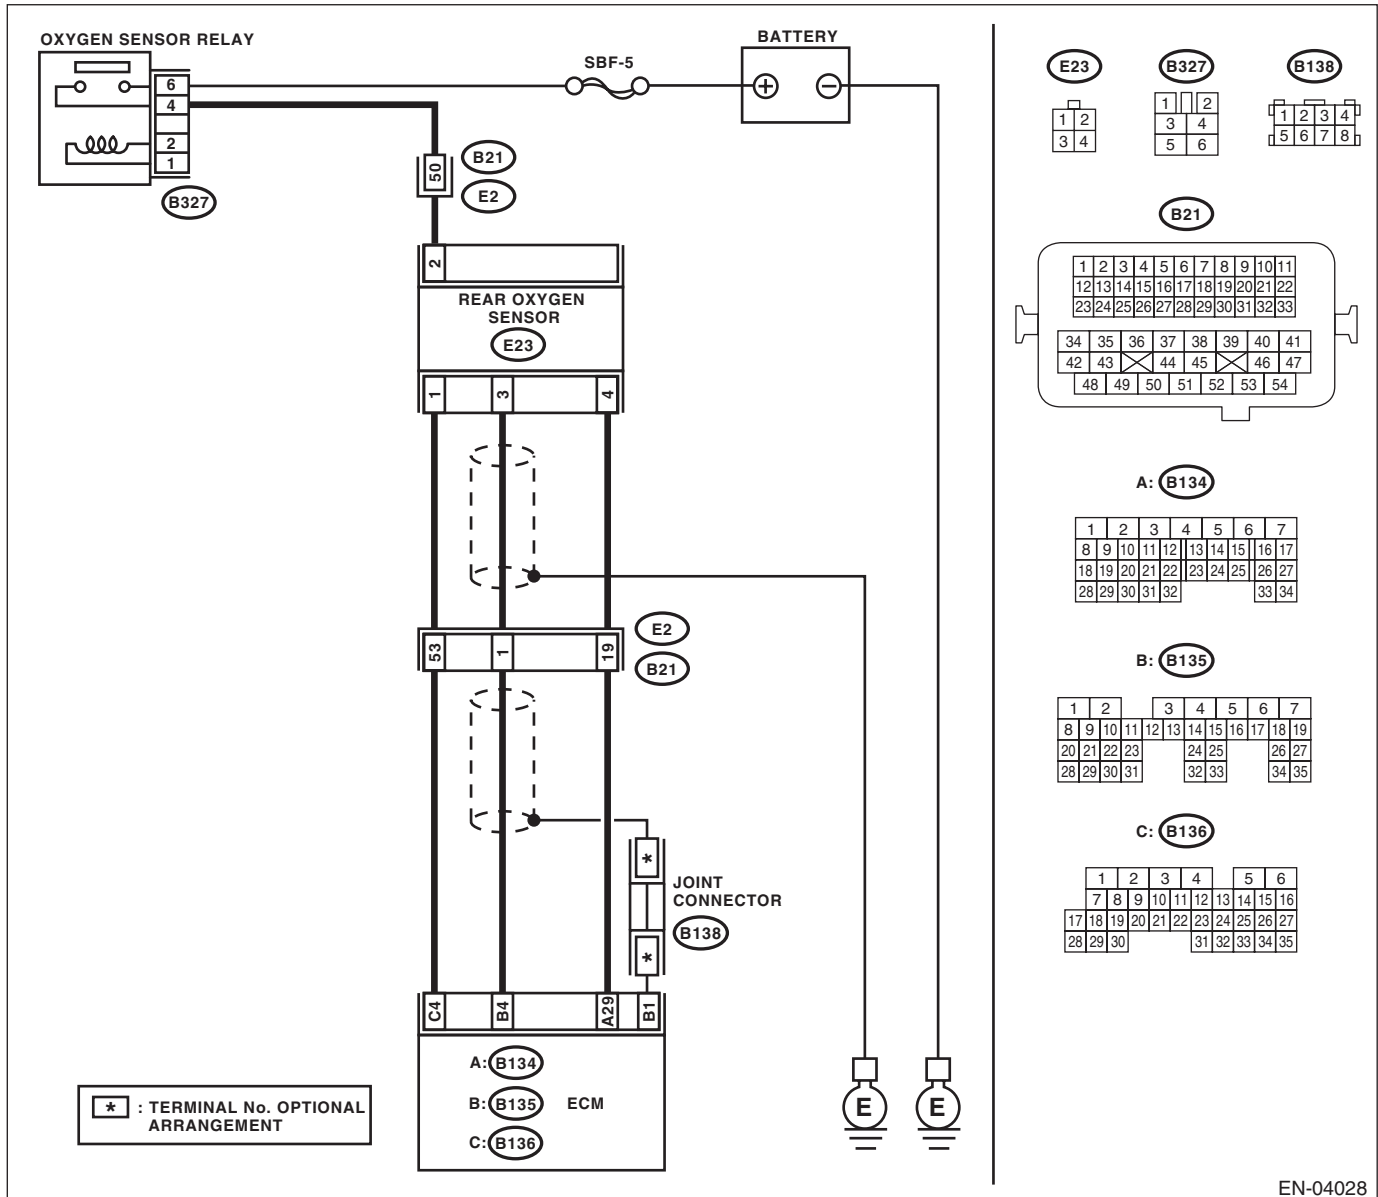 OXYGEN SENSOR RELAY
6
4
2
1
B327
SBF-5
BATTERY
+
−
50
B21
E2
2
REAR OXYGEN
SENSOR
E23
1 3 4
E2
53 1 19
B21
*
JOINT
CONNECTOR
B138
*
C4 B4 A29 B1
A: B134
B: B135 ECM
C: B136
E E
* : TERMINAL No. OPTIONAL
ARRANGEMENT
E23
1 2
3 4
B327
1 2
3 4
5 6
B138
1 2 3 4
5 6 7 8
B21
1 2 3 4 5 6 7 8 9 10 11
12 13 14 15 16 17 18 19 20 21 22
23 24 25 26 27 28 29 30 31 32 33
34 35 36 37 38 39 40 41
42 43 44 45 46 47
48 49 50 51 52 53 54
A: B134
1 2 3 4 5 6 7
8 9 10 11 12 13 14 15 16 17
18 19 20 21 22 23 24 25 26 27
28 29 30 31 32 33 34
B: B135
1 2 3 4 5 6 7
8 9 10 11 12 13 14 15 16 17 18 19
20 21 22 23 24 25 26 27
28 29 30 31 32 33 34 35
C: B136
1 2 3 4 5 6
7 8 9 10 11 12 13 14 15 16
17 18 19 20 21 22 23 24 25 26 27
28 29 30 31 32 33 34 35
EN-04028